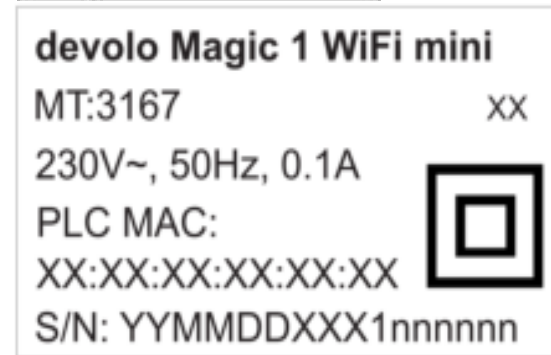 devolo Magic 1 WiFi mini
MT:3167 XX
230V~, 50Hz, 0.1A
PLC MAC:
XX:XX:XX:XX:XX:XX
S/N: YYMMDDXXX1nnnnnn